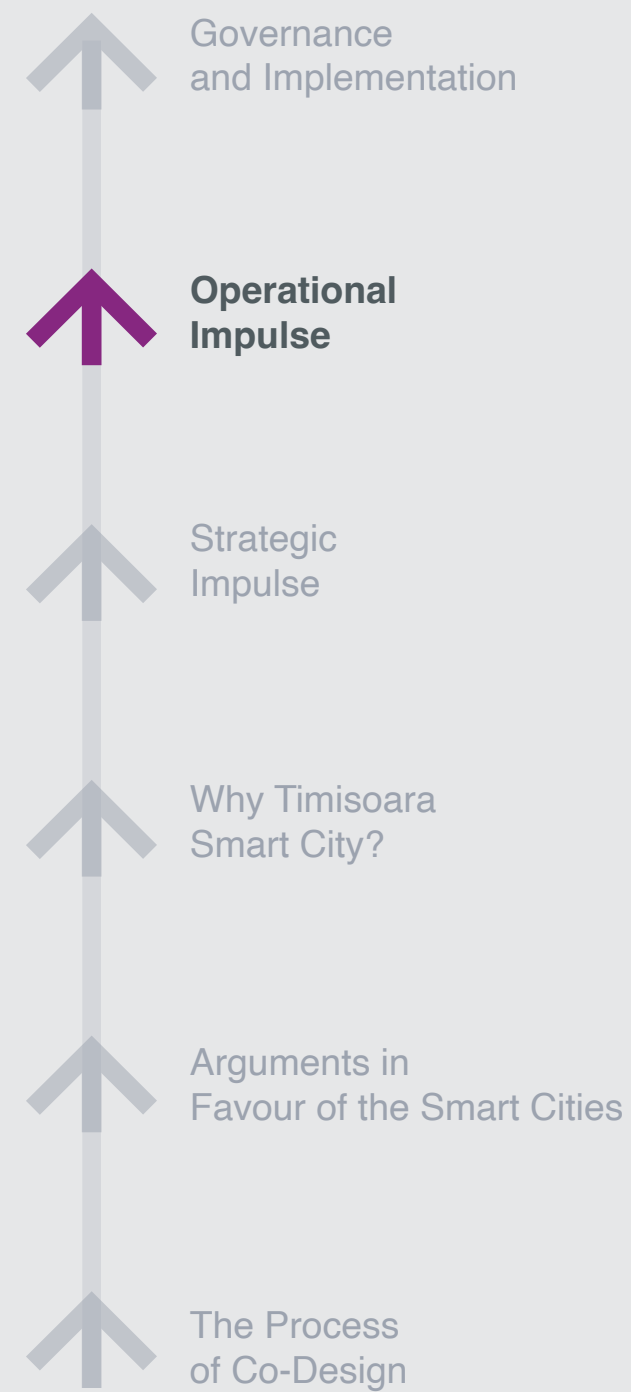 Governance
and Implementation
Operational
Impulse
Strategic
Impulse
Why Timisoara
Smart City?
Arguments in
Favour of the Smart Cities
The Process
of Co-Design